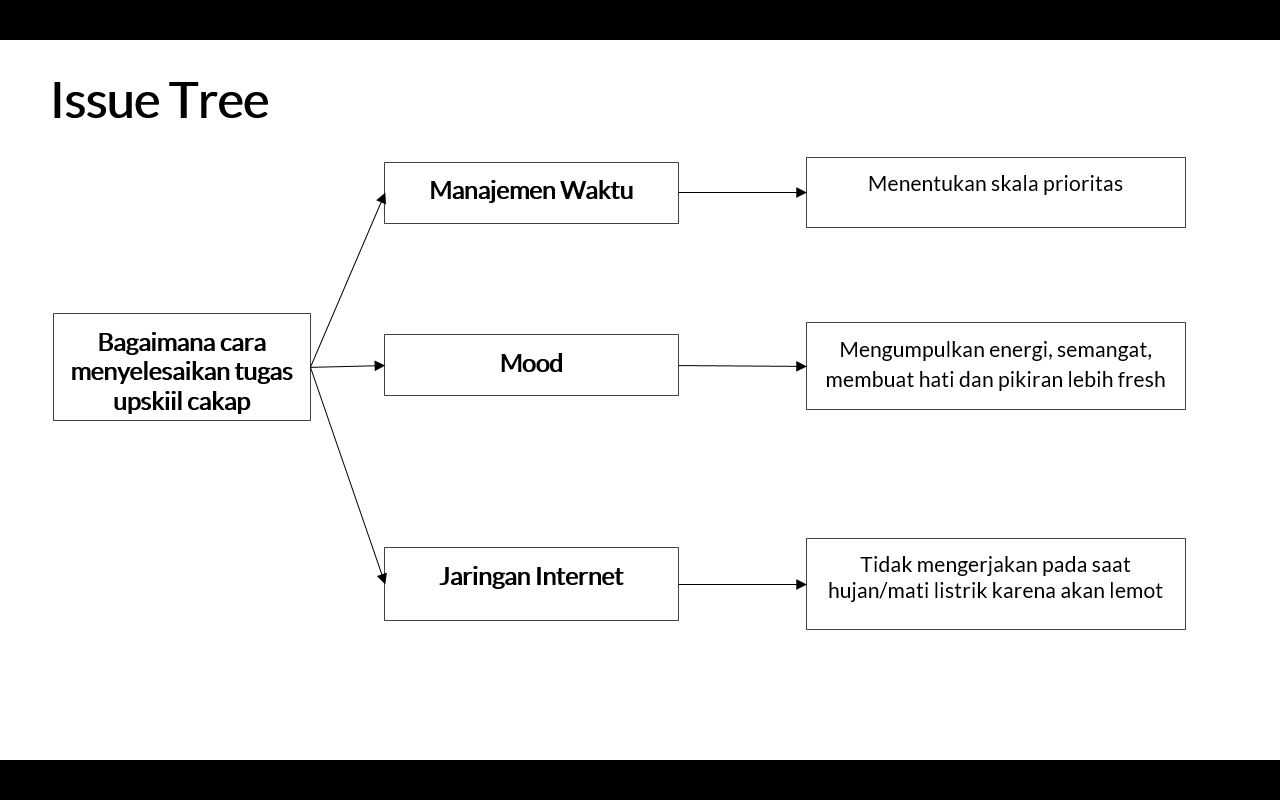 Issue Tree
Manajemen Waktu
Menentukan skala prioritas
Bagaimana cara
menyelesaikan tugas
upskiil cakap
Mood
Mengumpulkan energi, semangat,
membuat hati dan pikiran lebih fresh
Jaringan Internet
Tidak mengerjakan pada saat
hujan/mati listrik karena akan lemot